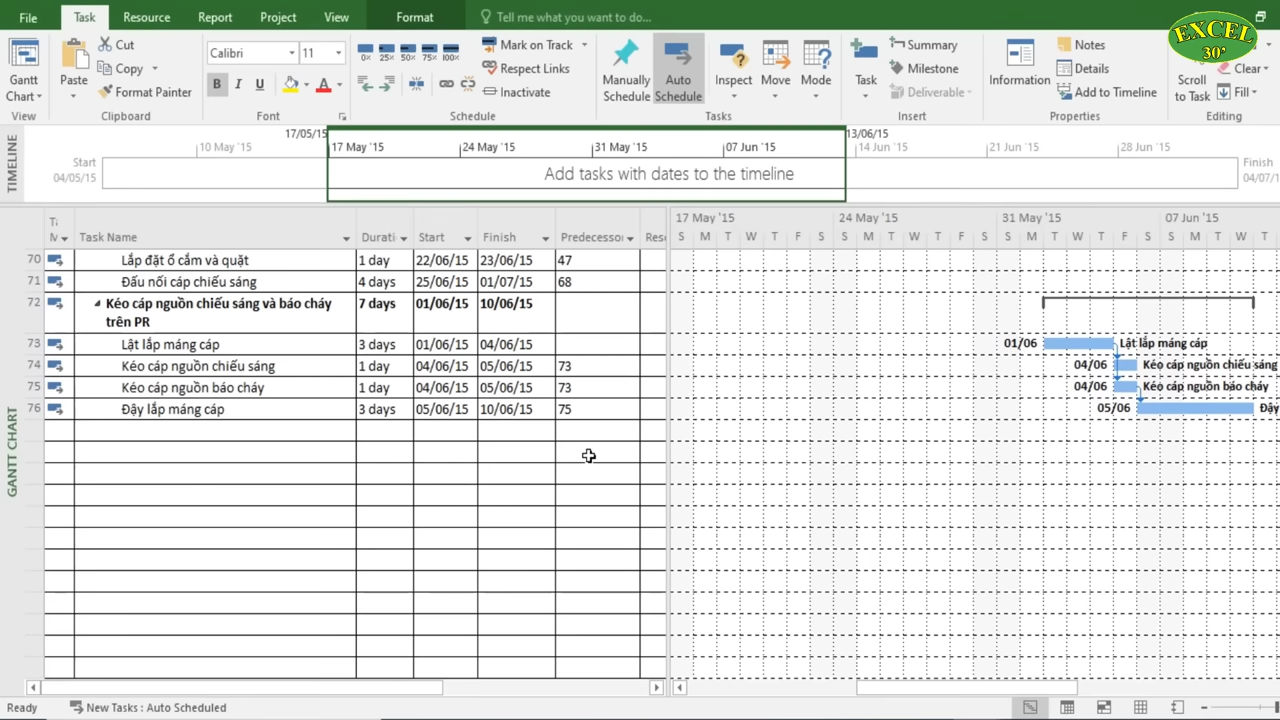 File Task Resource Report Project View Format Tell me what you want to do...
EXCEL
30*
Gantt
Chart
View
Paste
Cut
Copy
Format Painter
Clipboard
Calibri 11
B I U A
Font
0% 25% 50% 75% 100%
Mark on Track
Respect Links
Inactivate
Schedule
Manually
Schedule
Auto
Schedule
Inspect
Move
Mode
Tasks
Task
Summary
Milestone
Deliverable
Insert
Information
Notes
Details
Add to Timeline
Properties
Scroll
to Task
Clear
Fill
Editing
TIMELINE
17/05/15 13/06/15
10 May '15 17 May '15 24 May '15 31 May '15 07 Jun '15 14 Jun '15 21 Jun '15 28 Jun '15
Start
04/05/15
Add tasks with dates to the timeline
Finish
04/07/1
GANTT CHART
Task Name Durati Start Finish Predecessor Reso
17 May '15 24 May '15 31 May '15 07 Jun '15
S M T W T F S S M T W T F S S M T W T F S S M T W T
70 Lắp đặt ổ cắm và quạt 1 day 22/06/15 23/06/15 47
71 Đấu nối cáp chiếu sáng 4 days 25/06/15 01/07/15 68
72 Kéo cáp nguồn chiếu sáng và báo cháy 7 days 01/06/15 10/06/15
trên PR
73 Lật lắp máng cáp 3 days 01/06/15 04/06/15 01/06 Lật lắp máng cáp
74 Kéo cáp nguồn chiếu sáng 1 day 04/06/15 05/06/15 73 04/06 Kéo cáp nguồn chiếu sáng
75 Kéo cáp nguồn báo cháy 1 day 04/06/15 05/06/15 73 04/06 Kéo cáp nguồn báo cháy
76 Đậy lắp máng cáp 3 days 05/06/15 10/06/15 75 05/06 Đậy
Ready New Tasks : Auto Scheduled